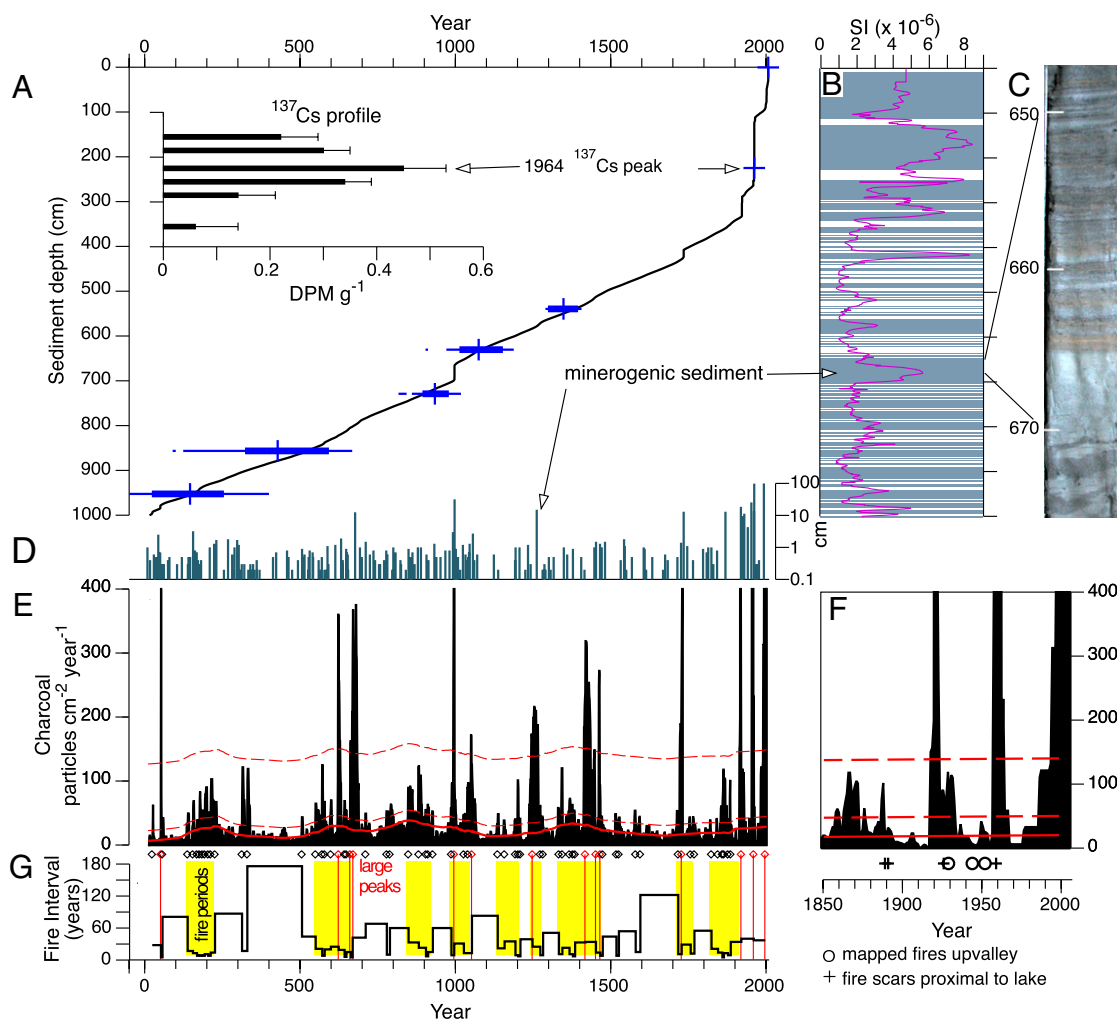 Year
0 500 1000 1500 2000
A
0
100
200
300
400
500
600
700
800
900
1000
Sediment depth (cm)
137Cs profile
1964 137Cs peak
0 0.2 0.4 0.6
DPM g-1
minerogenic sediment
SI (x 10-6)
0 2 4 6 8
B
C
650
660
670
D
100
10
1
0.1
cm
E
400
300
200
100
0
Charcoal
particles cm-2 year-1
F
400
300
200
100
0
1850 1900 1950 2000
Year
mapped fires upvalley
fire scars proximal to lake
G
180
120
60
0
Fire Interval
(years)
fire periods
large
peaks
0 500 1000 1500 2000
Year